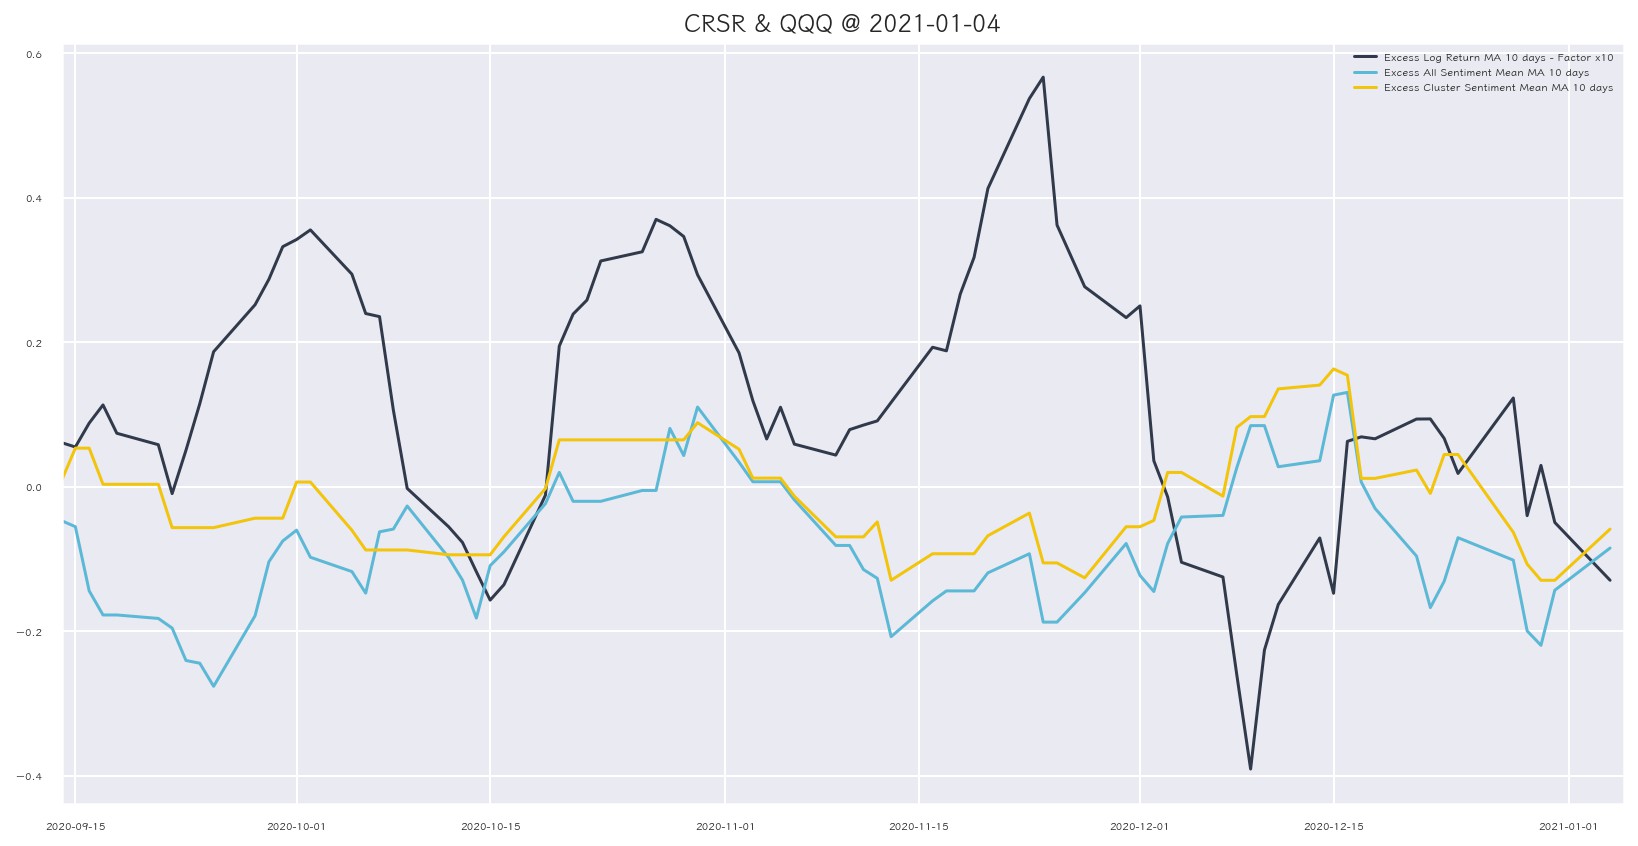 CRSR & QQQ @ 2021-01-04
0.6
0.4
0.2
0.0
−0.2
−0.4
Excess Log Return MA 10 days - Factor x10
Excess All Sentiment Mean MA 10 days
Excess Cluster Sentiment Mean MA 10 days
2020-09-15 2020-10-01 2020-10-15 2020-11-01 2020-11-15 2020-12-01 2020-12-15 2021-01-01